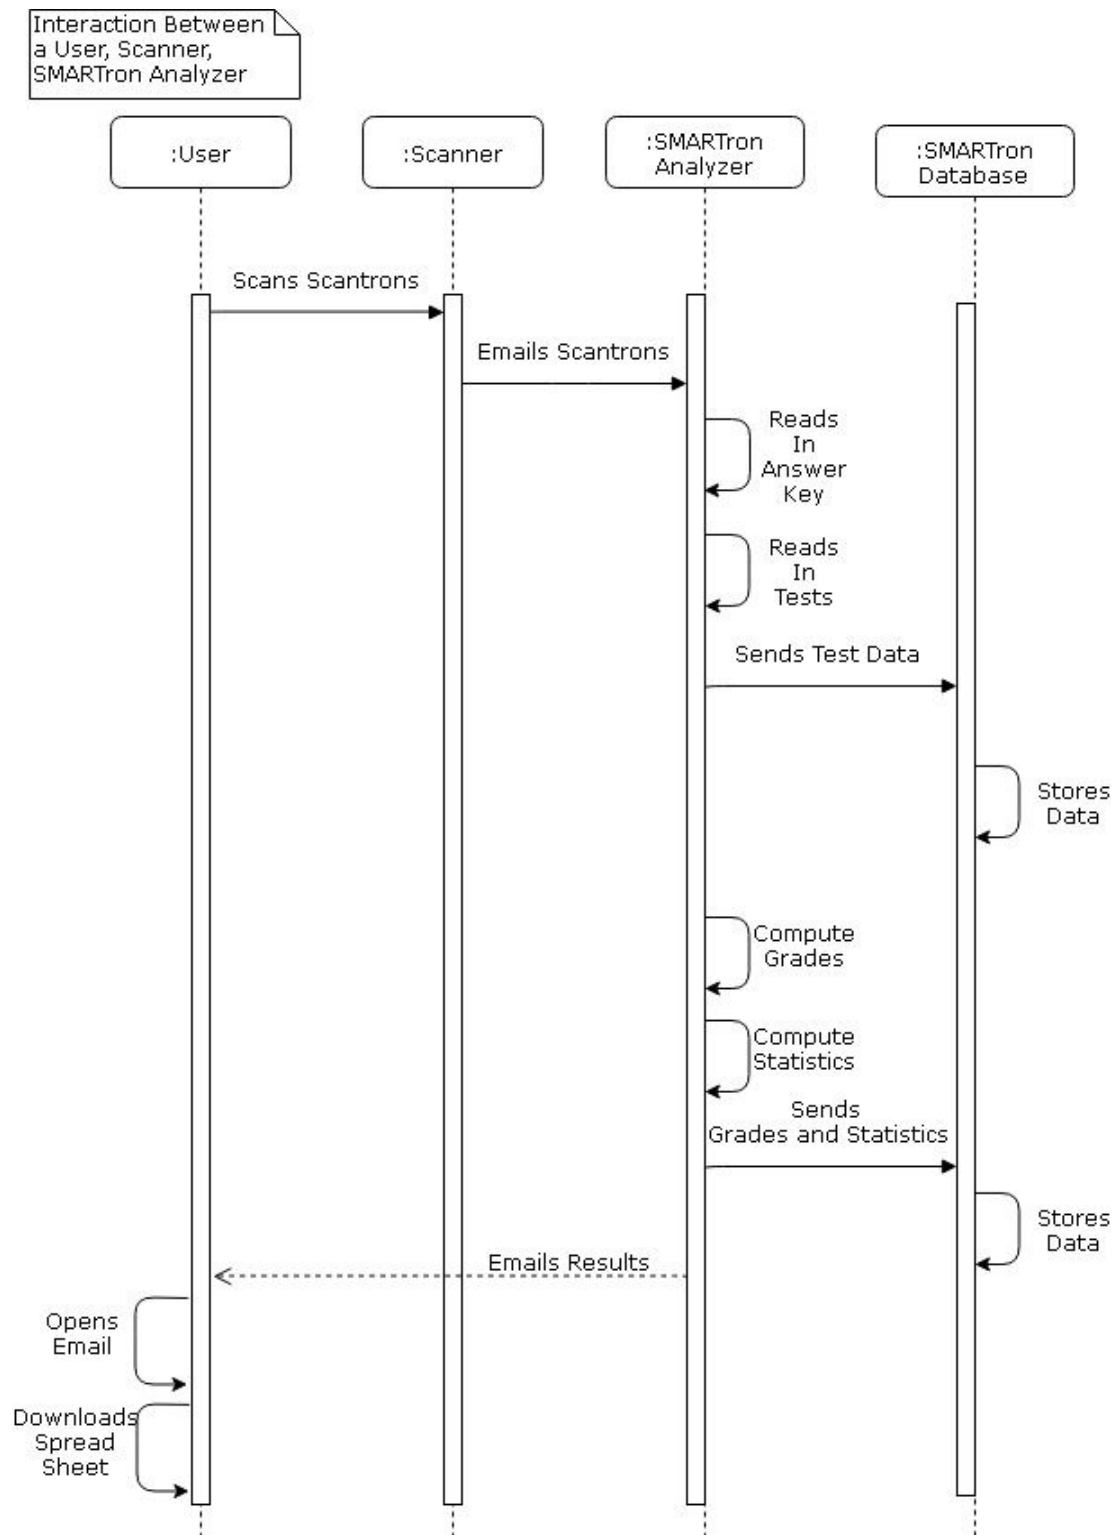 Interaction Between
a User, Scanner,
SMARTron Analyzer
:User
:Scanner
:SMARTron
Analyzer
:SMARTron
Database
Scans Scantrons
Emails Scantrons
Reads
In
Answer
Key
Reads
In
Tests
Sends Test Data
Stores
Data
Compute
Grades
Compute
Statistics
Sends
Grades and Statistics
Stores
Data
Emails Results
Opens
Email
Downloads
Spread
Sheet